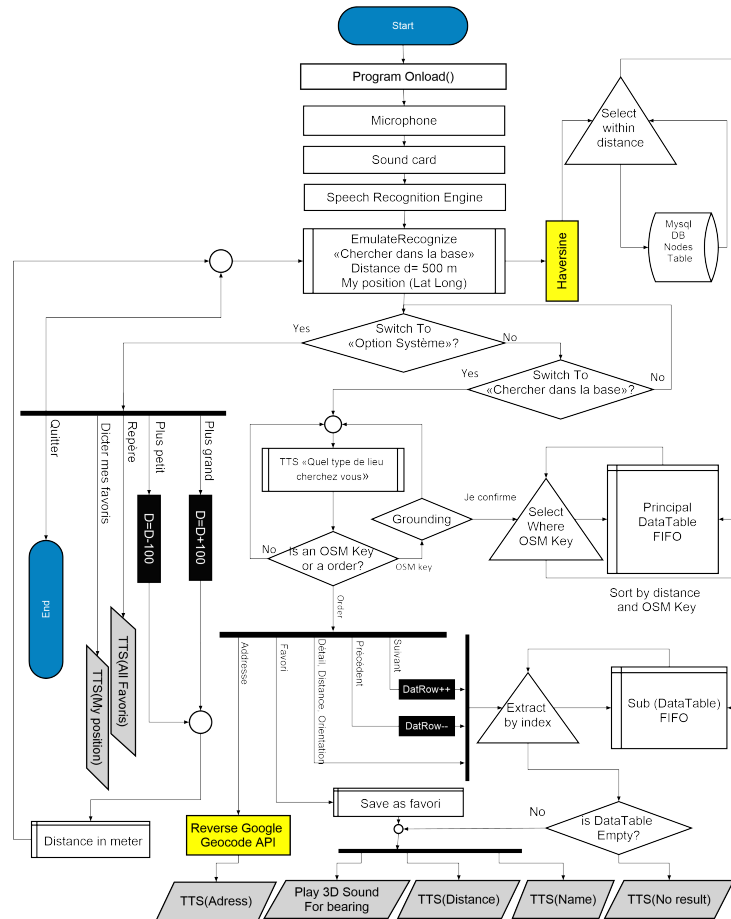 Start
Program Onload()
Microphone
Sound card
Speech Recognition Engine
EmulateRecognize
«Chercher dans la base»
Distance d= 500 m
My position (Lat Long)
Haversine
Select
within
distance
Mysql
DB
Nodes
Table
Yes
Switch To
«Option Système»?
No
Yes
Switch To
«Chercher dans la base»?
No
Quitter
Dicter mes favoris
Repère
Plus petit
Plus grand
D=D-100
D=D+100
End
TTS(My position)
TTS(All Favoris)
Distance in meter
TTS «Quel type de lieu
cherchez vous»
Grounding
Je confirme
No
Is an OSM Key
or a order?
OSM key
Order
Select
Where
OSM Key
Principal
DataTable
FIFO
Sort by distance
and OSM Key
Addresse
Favori
Détail, Distance, Orientation
Précédent
Suivant
DatRow++
DatRow--
Extract
by index
Sub (DataTable)
FIFO
Save as favori
No
is DataTable
Empty?
Reverse Google
Geocode API
TTS(Adress)
Play 3D Sound
For bearing
TTS(Distance)
TTS(Name)
TTS(No result)